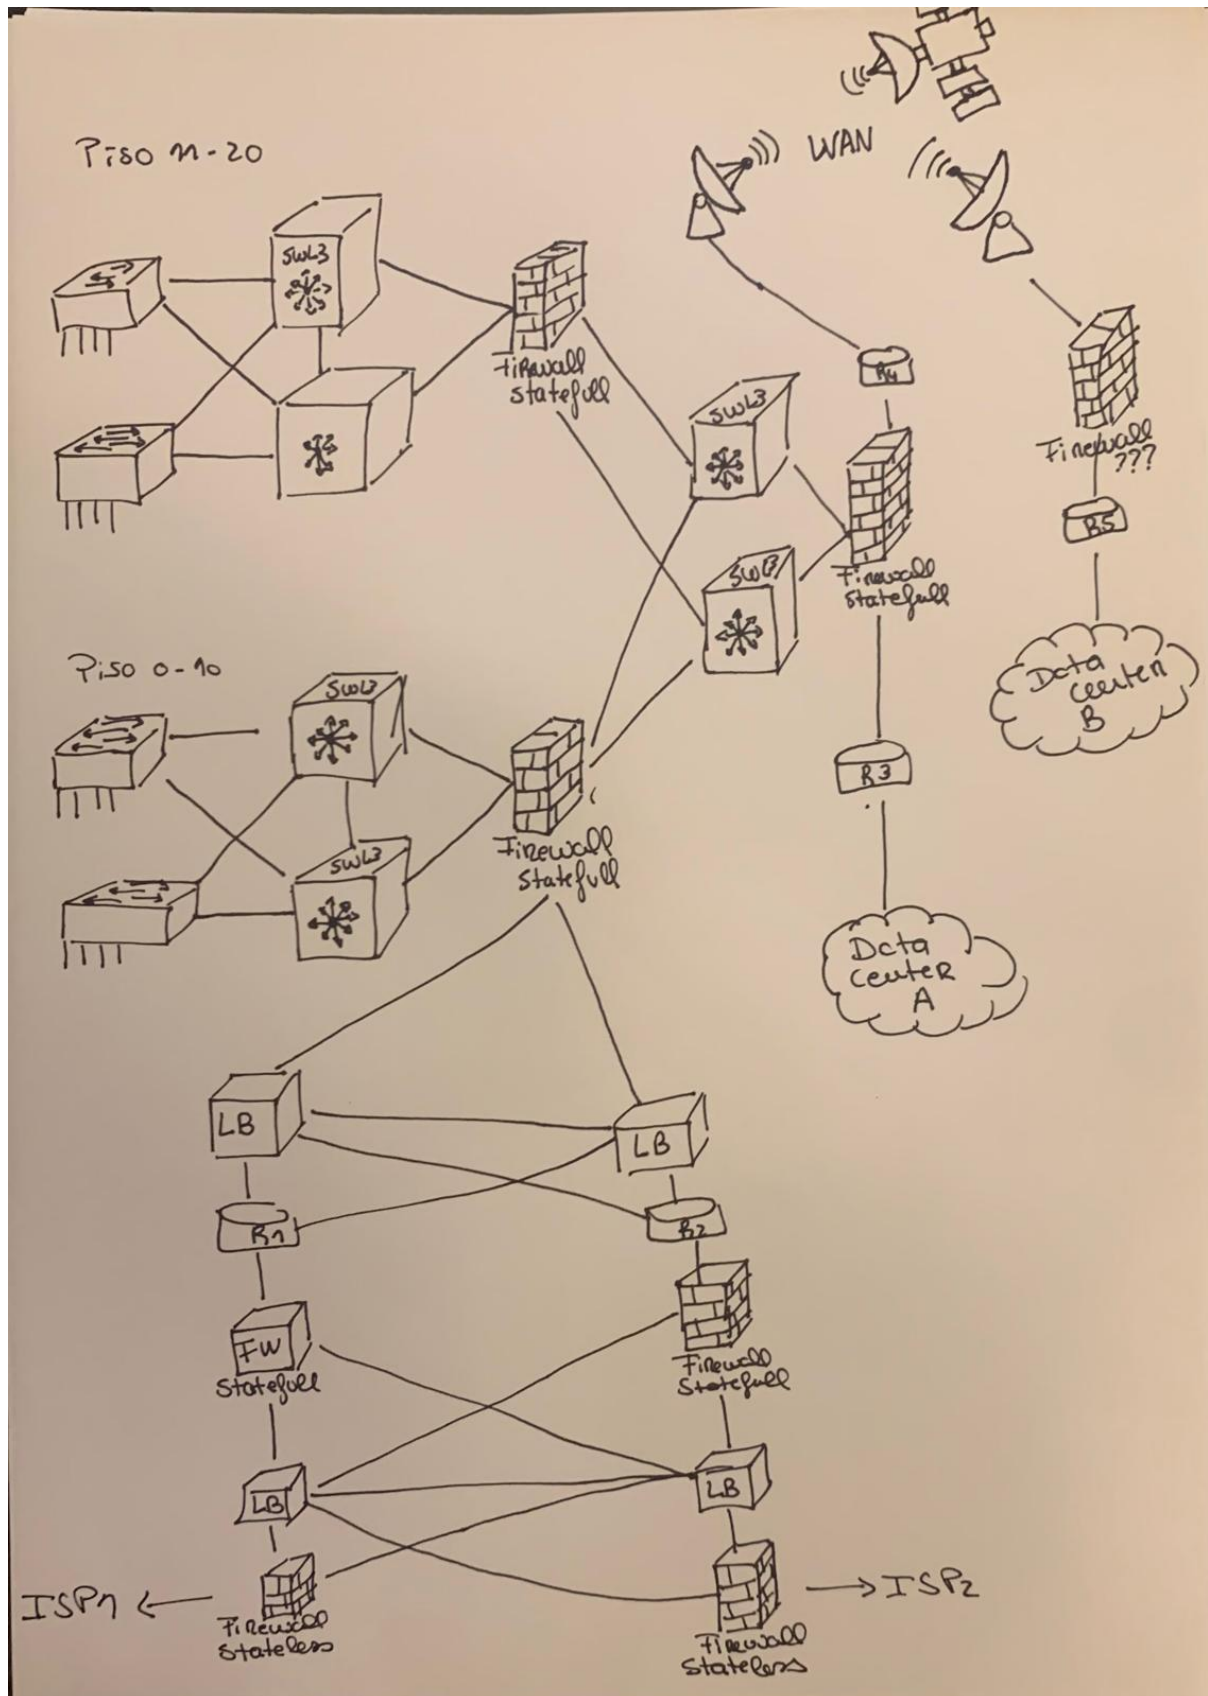 Piso 11-20
WAN
SWL3
Firewall
statefull
SWL3
R4
Firewall
???
R5
SWL3
Firewall
statefull
Data
center
B
Piso 0-10
SWL3
R3
Firewall
statefull
SWL3
Data
center
A
LB
LB
R1
R2
FW
statefull
Firewall
Statefull
LB
LB
ISP1
ISP2
Firewall
stateless
Firewall
stateless